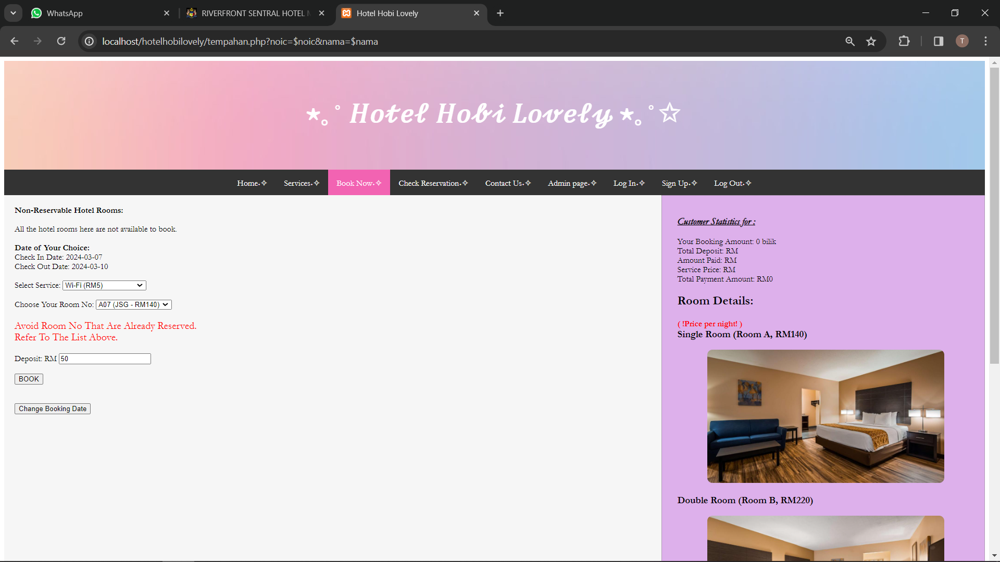 WhatsApp
RIVERFRONT SENTRAL HOTEL
Hotel Hobi Lovely
localhost/hotelhobilovely/tempahan.php?noic=$noic&nama=$nama
T
★｡˚ Hotel Hobi Lovely ★｡˚☆
Home˖✧ Services˖✧ Book Now˖✧ Check Reservation˖✧ Contact Us˖✧ Admin page˖✧ Log In˖✧ Sign Up˖✧ Log Out˖✧
Non-Reservable Hotel Rooms:
All the hotel rooms here are not available to book.
Date of Your Choice:
Check In Date: 2024-03-07
Check Out Date: 2024-03-10
Select Service: Wi-Fi (RM5)
Choose Your Room No: A07 (JSG - RM140)
Avoid Room No That Are Already Reserved.
Refer To The List Above.
Deposit: RM 50
BOOK
Change Booking Date
Customer Statistics for :
Your Booking Amount: 0 bilik
Total Deposit: RM
Amount Paid: RM
Service Price: RM
Total Payment Amount: RM0
Room Details:
( !Price per night! )
Single Room (Room A, RM140)
Double Room (Room B, RM220)